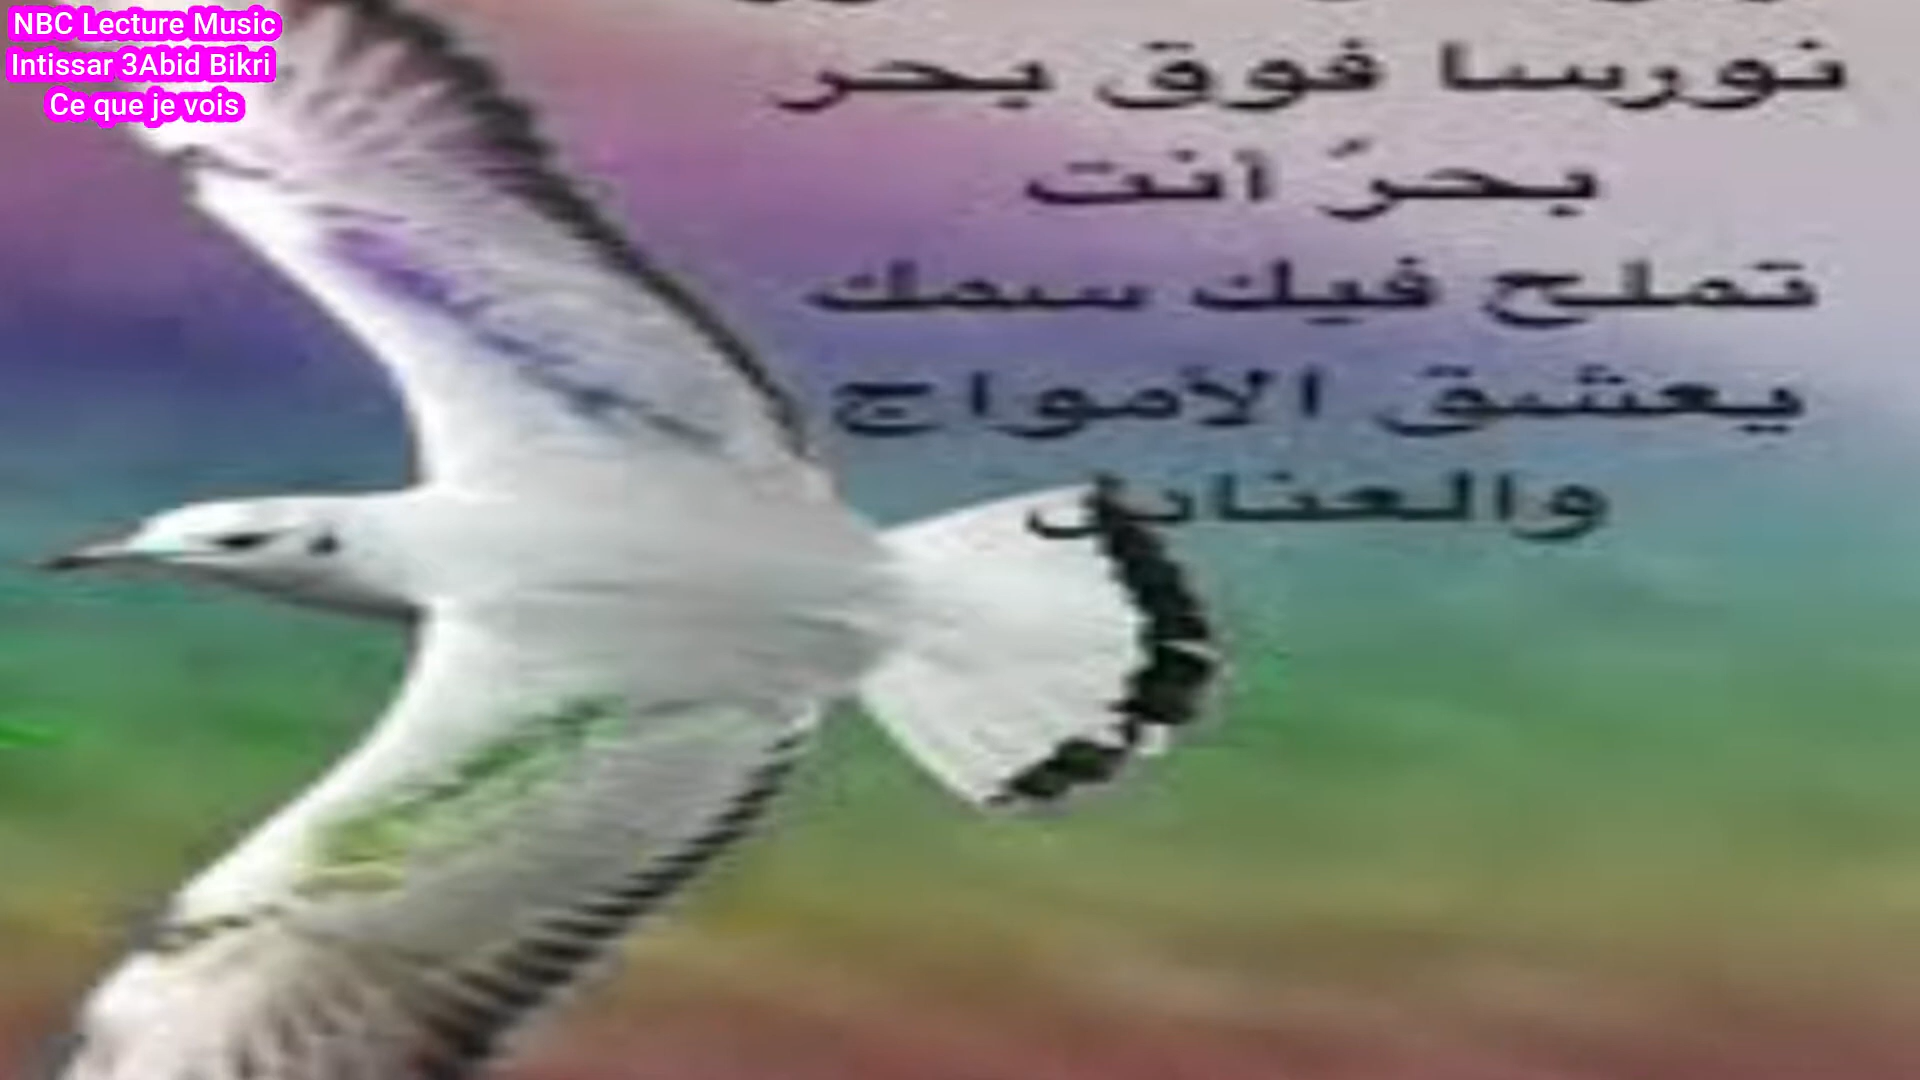 NBC Lecture Music
Intissar 3Abid Bikri
Ce que je vois
نورسا فوق بحر
بحرّ أنت
تملح فيك سمك
يعشق الأمواج